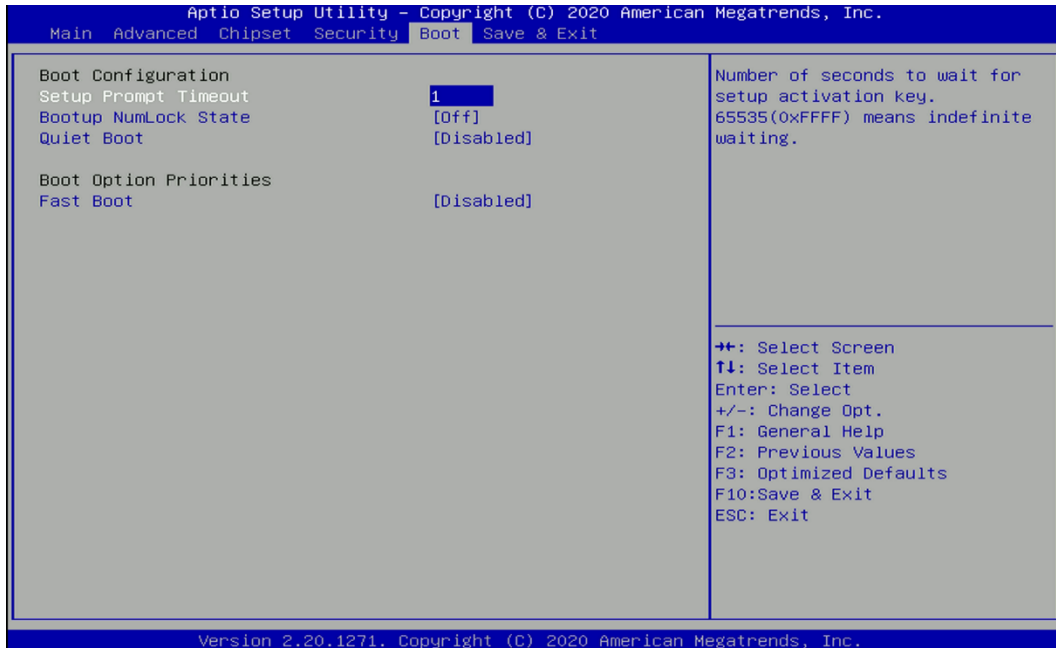 Aptio Setup Utility – Copyright (C) 2020 American Megatrends, Inc.
Main Advanced Chipset Security Boot Save & Exit
Boot Configuration
Setup Prompt Timeout 1
Bootup NumLock State [Off]
Quiet Boot [Disabled]
Boot Option Priorities
Fast Boot [Disabled]
Number of seconds to wait for
setup activation key.
65535(0xFFFF) means indefinite
waiting.
→←: Select Screen
↑↓: Select Item
Enter: Select
+/-: Change Opt.
F1: General Help
F2: Previous Values
F3: Optimized Defaults
F10:Save & Exit
ESC: Exit
Version 2.20.1271. Copyright (C) 2020 American Megatrends, Inc.